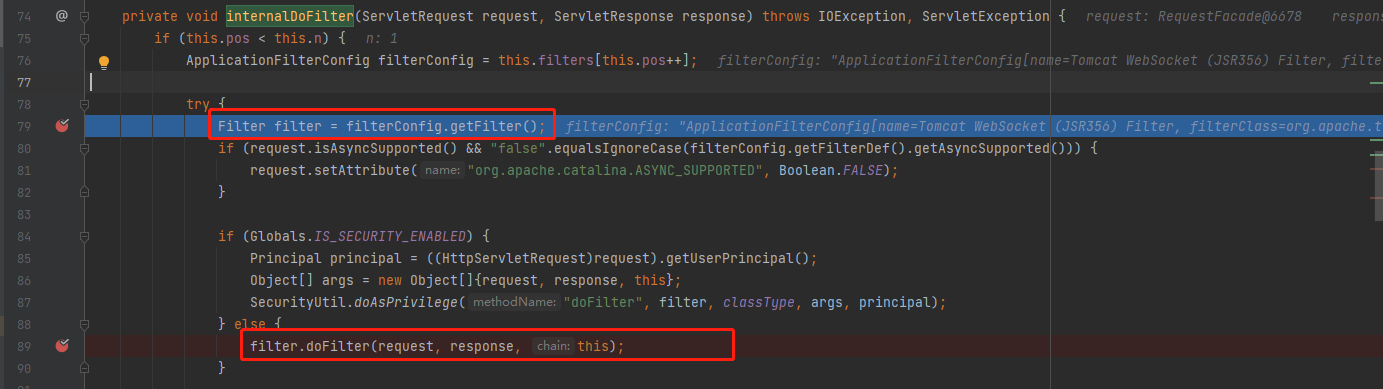 74 @ private void internalDoFilter(ServletRequest request, ServletResponse response) throws IOException, ServletException { request: RequestFacade@6678
75 if (this.pos < this.n) { n: 1
76 ApplicationFilterConfig filterConfig = this.filters[this.pos++]; filterConfig: "ApplicationFilterConfig[name=Tomcat WebSocket (JSR356) Filter,
77
78 try {
79 Filter filter = filterConfig.getFilter(); filterConfig: "ApplicationFilterConfig[name=Tomcat WebSocket (JSR356) Filter, filterClass=org.apache.t
80 if (request.isAsyncSupported() && "false".equalsIgnoreCase(filterConfig.getFilterDef().getAsyncSupported())) {
81 request.setAttribute( name: "org.apache.catalina.ASYNC_SUPPORTED", Boolean.FALSE);
82 }
83
84 if (Globals.IS_SECURITY_ENABLED) {
85 Principal principal = ((HttpServletRequest)request).getUserPrincipal();
86 Object[] args = new Object[]{request, response, this};
87 SecurityUtil.doAsPrivilege( methodName: "doFilter", filter, classType, args, principal);
88 } else {
89 filter.doFilter(request, response, chain: this);
90 }